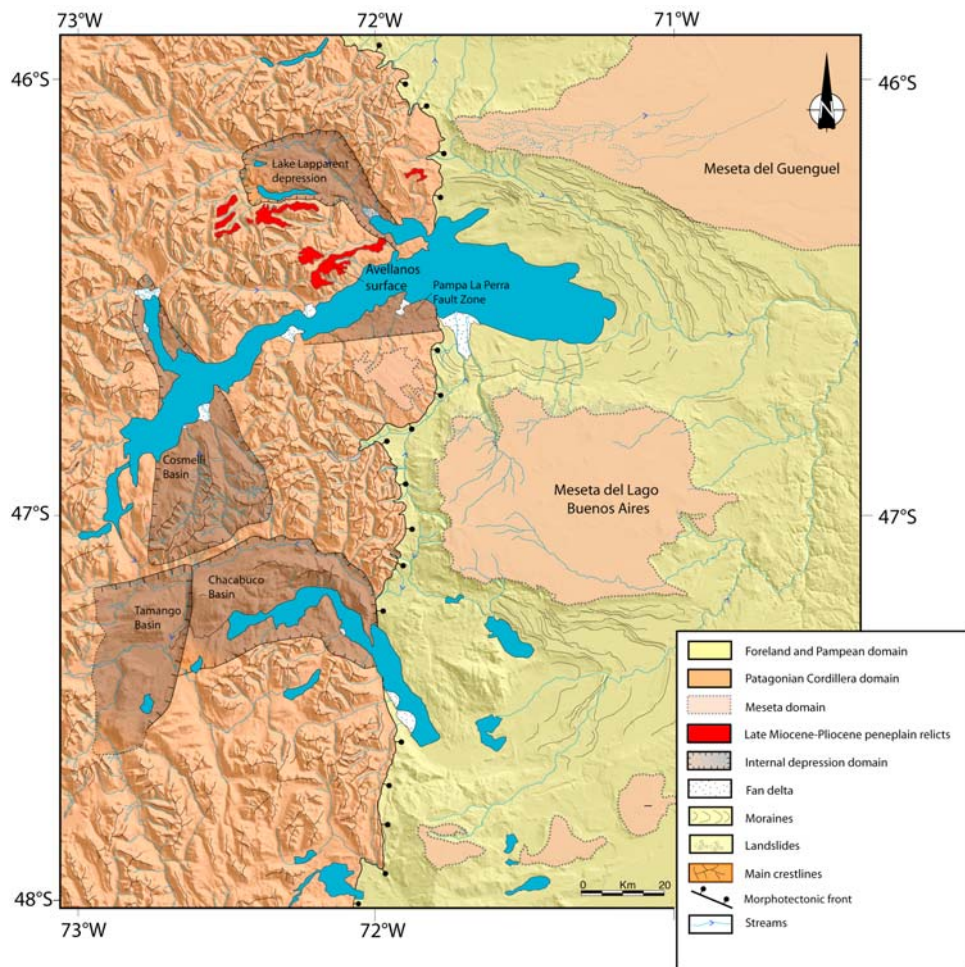 73°W
72°W
71°W
46°S
46°S
N
Meseta del Guenguel
Lake Lapparent
depression
Avellanos
surface
Pampa La Perra
Fault Zone
Cosmelli
Basin
47°S
47°S
Meseta del Lago
Buenos Aires
Chacabuco
Basin
Tamango
Basin
Foreland and Pampean domain
Patagonian Cordillera domain
Meseta domain
Late Miocene-Pliocene peneplain relicts
Internal depression domain
Fan delta
Moraines
Landslides
Main crestlines
Morphotectonic front
Streams
0 Km 20
48°S
73°W
72°W